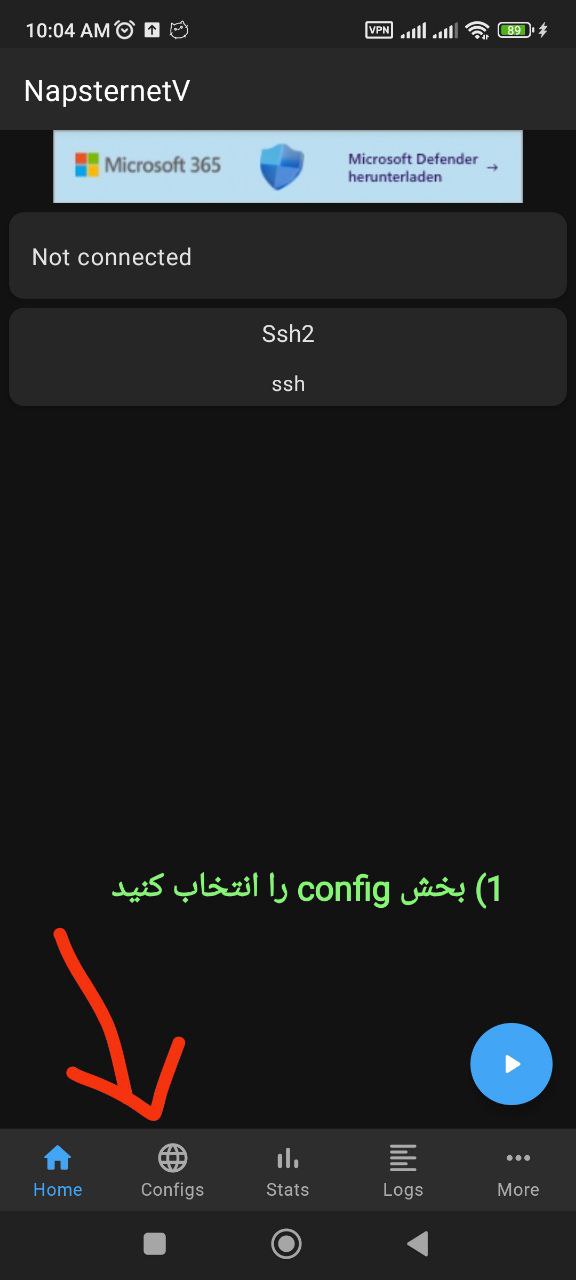 10:04 AM
VPN
89
NapsternetV
Microsoft 365
Microsoft Defender
herunterladen →
Not connected
Ssh2
ssh
1) بخش config را انتخاب کنید
Home
Configs
Stats
Logs
More